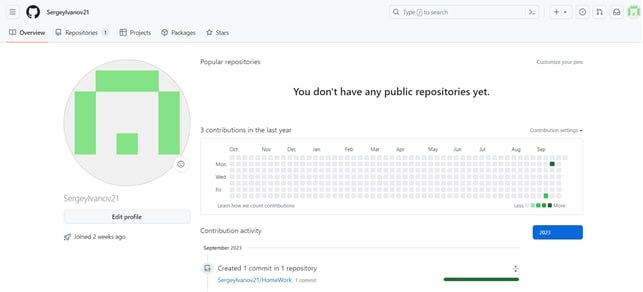 SergeyIvanov21
Type / to search
Overview Repositories 1 Projects Packages Stars
Popular repositories Customize your pins
You don't have any public repositories yet.
3 contributions in the last year Contribution settings
Oct Nov Dec Jan Feb Mar Apr May Jun Jul Aug Sep
Mon
Wed
Fri
Learn how we count contributions Less More
SergeyIvanov21
Edit profile
Joined 2 weeks ago
Contribution activity 2023
September 2023
Created 1 commit in 1 repository
SergeyIvanov21/HomeWork 1 commit